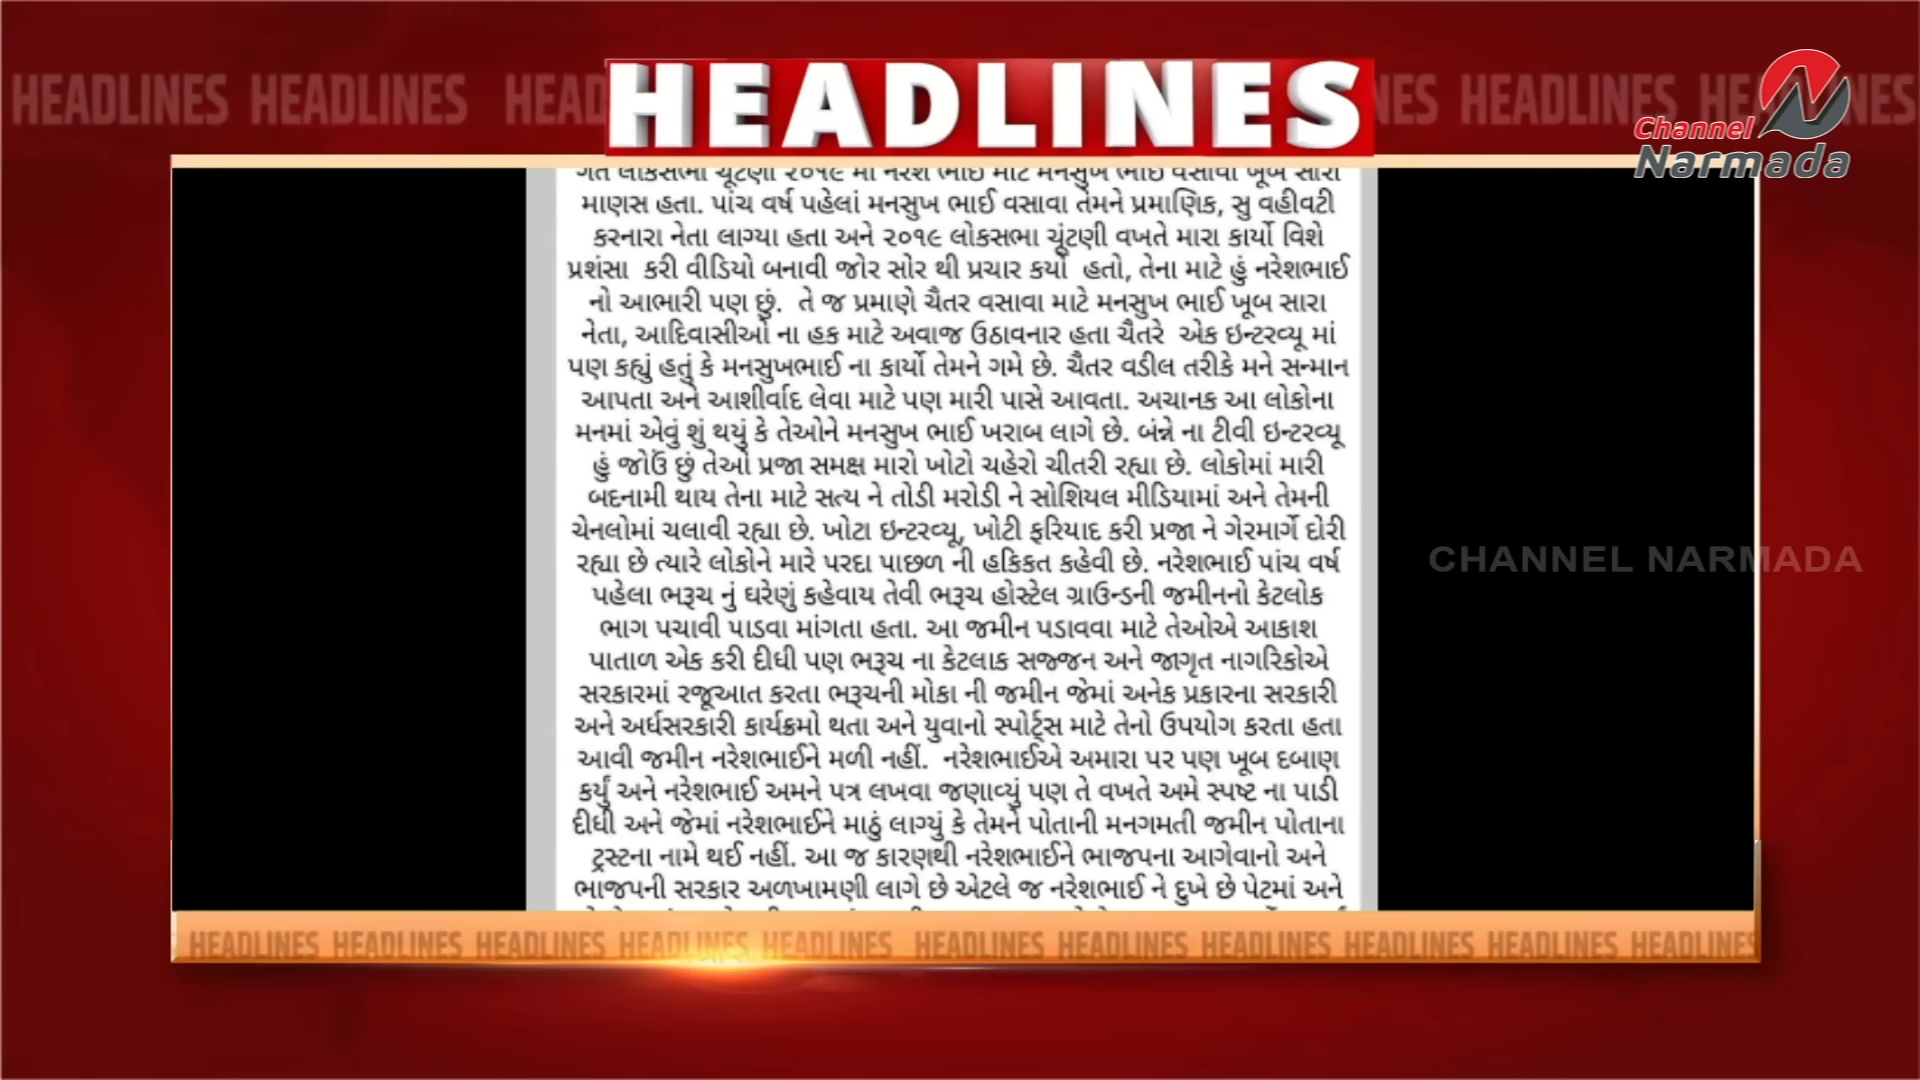 HEADLINES HEADLINES HEAD
HEADLINES
NES HEADLINES HE NES
Channel
Narmada
ગત લોકસભા ચૂંટણી ૨૦૧૯ માં નરેશ ભાઈ માટે મનસુખ ભાઈ વસાવા ખૂબ સારા
માણસ હતા. પાંચ વર્ષ પહેલાં મનસુખ ભાઈ વસાવા તેમને પ્રમાણિક, સુ વહીવટી
કરનારા નેતા લાગ્યા હતા અને ૨૦૧૯ લોકસભા ચૂંટણી વખતે મારા કાર્યો વિશે
પ્રશંસા કરી વીડિયો બનાવી જોર સોર થી પ્રચાર કર્યો હતો, તેના માટે હું નરેશભાઈ
નો આભારી પણ છું. તે જ પ્રમાણે ચૈતર વસાવા માટે મનસુખ ભાઈ ખૂબ સારા
નેતા, આદિવાસીઓ ના હક માટે અવાજ ઉઠાવનાર હતા ચૈતરે એક ઇન્ટરવ્યૂ માં
પણ કહ્યું હતું કે મનસુખભાઈ ના કાર્યો તેમને ગમે છે. ચૈતર વડીલ તરીકે મને સન્માન
આપતા અને આશીર્વાદ લેવા માટે પણ મારી પાસે આવતા. અચાનક આ લોકોના
મનમાં એવું શું થયું કે તેઓને મનસુખ ભાઈ ખરાબ લાગે છે. બંન્ને ના ટીવી ઇન્ટરવ્યૂ
હું જોઉં છું તેઓ પ્રજા સમક્ષ મારો ખોટો ચહેરો ચીતરી રહ્યા છે. લોકોમાં મારી
બદનામી થાય તેના માટે સત્ય ને તોડી મરોડી ને સોશિયલ મીડિયામાં અને તેમની
ચેનલોમાં ચલાવી રહ્યા છે. ખોટા ઇન્ટરવ્યૂ, ખોટી ફરિયાદ કરી પ્રજા ને ગેરમાર્ગે દોરી
રહ્યા છે ત્યારે લોકોને મારે પરદા પાછળ ની હકિકત કહેવી છે. નરેશભાઈ પાંચ વર્ષ
પહેલા ભરૂચ નું ઘરેણું કહેવાય તેવી ભરૂચ હોસ્ટેલ ગ્રાઉન્ડની જમીનનો કેટલોક
ભાગ પચાવી પાડવા માંગતા હતા. આ જમીન પડાવવા માટે તેઓએ આકાશ
પાતાળ એક કરી દીધી પણ ભરૂચ ના કેટલાક સજ્જન અને જાગૃત નાગરિકોએ
સરકારમાં રજૂઆત કરતા ભરૂચની મોકા ની જમીન જેમાં અનેક પ્રકારના સરકારી
અને અર્ધસરકારી કાર્યક્રમો થતા અને યુવાનો સ્પોર્ટ્સ માટે તેનો ઉપયોગ કરતા હતા
આવી જમીન નરેશભાઈને મળી નહીં. નરેશભાઈએ અમારા પર પણ ખૂબ દબાણ
કર્યું અને નરેશભાઈ અમને પત્ર લખવા જણાવ્યું પણ તે વખતે અમે સ્પષ્ટ ના પાડી
દીધી અને જેમાં નરેશભાઈને માઠું લાગ્યું કે તેમને પોતાની મનગમતી જમીન પોતાના
ટ્રસ્ટના નામે થઈ નહીં. આ જ કારણથી નરેશભાઈને ભાજપના આગેવાનો અને
ભાજપની સરકાર અળખામણી લાગે છે એટલે જ નરેશભાઈ ને દુખે છે પેટમાં અને
CHANNEL NARMADA
HEADLINES HEADLINES HEADLINES HEADLINES HEADLINES HEADLINES HEADLINES HEADLINES HEADLINES HEADLINES HEADLINES